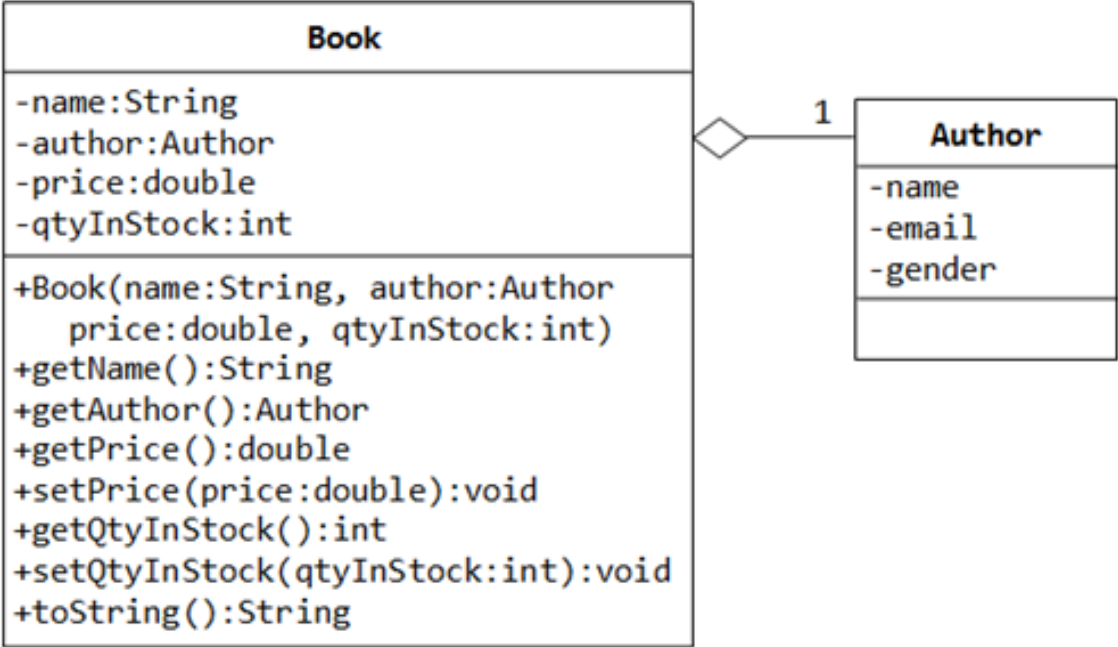 Book
-name:String
-author:Author
-price:double
-qtyInStock:int
+Book(name:String, author:Author
price:double, qtyInStock:int)
+getName():String
+getAuthor():Author
+getPrice():double
+setPrice(price:double):void
+getQtyInStock():int
+setQtyInStock(qtyInStock:int):void
+toString():String
1
Author
-name
-email
-gender